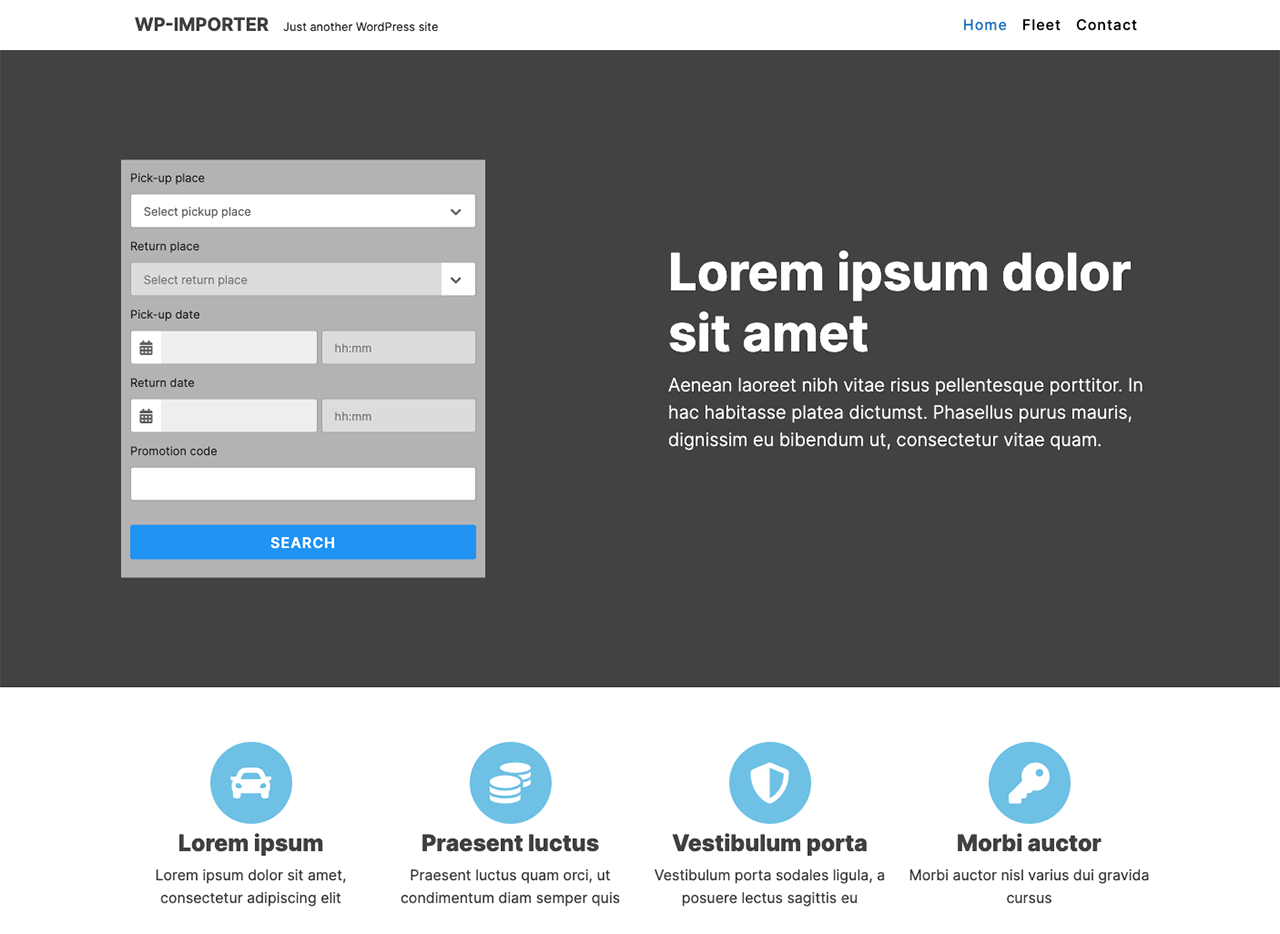 WP-IMPORTER Just another WordPress site
Home Fleet Contact
Pick-up place
Select pickup place
Return place
Select return place
Pick-up date
hh:mm
Return date
hh:mm
Promotion code
SEARCH
Lorem ipsum dolor
sit amet
Aenean laoreet nibh vitae risus pellentesque porttitor. In
hac habitasse platea dictumst. Phasellus purus mauris,
dignissim eu bibendum ut, consectetur vitae quam.
Lorem ipsum
Lorem ipsum dolor sit amet,
consectetur adipiscing elit
Praesent luctus
Praesent luctus quam orci, ut
condimentum diam semper quis
Vestibulum porta
Vestibulum porta sodales ligula, a
posuere lectus sagittis eu
Morbi auctor
Morbi auctor nisl varius dui gravida
cursus